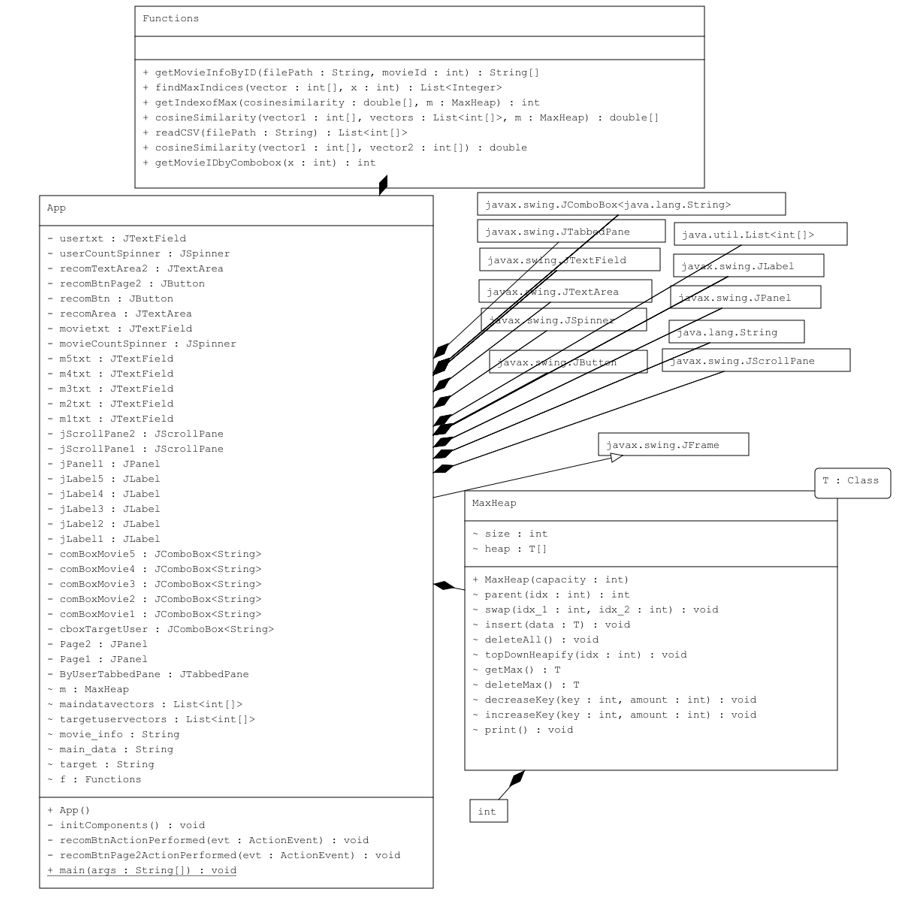 Functions
+ getMovieInfoByID(filePath : String, movieId : int) : String[]
+ findMaxIndices(vector : int[], x : int) : List<Integer>
+ getIndexofMax(cosinesimilarity : double[], m : MaxHeap) : int
+ cosineSimilarity(vector1 : int[], vectors : List<int[]>, m : MaxHeap) : double[]
+ readCSV(filePath : String) : List<int[]>
+ cosineSimilarity(vector1 : int[], vector2 : int[]) : double
+ getMovieIDbyCombobox(x : int) : int
App
- usertxt : JTextField
- userCountSpinner : JSpinner
- recomTextArea2 : JTextArea
- recomBtnPage2 : JButton
- recomBtn : JButton
- recomArea : JTextArea
- movietxt : JTextField
- movieCountSpinner : JSpinner
- m5txt : JTextField
- m4txt : JTextField
- m3txt : JTextField
- m2txt : JTextField
- m1txt : JTextField
- jScrollPane2 : JScrollPane
- jScrollPane1 : JScrollPane
- jPanel1 : JPanel
- jLabel5 : JLabel
- jLabel4 : JLabel
- jLabel3 : JLabel
- jLabel2 : JLabel
- jLabel1 : JLabel
- comBoxMovie5 : JComboBox<String>
- comBoxMovie4 : JComboBox<String>
- comBoxMovie3 : JComboBox<String>
- comBoxMovie2 : JComboBox<String>
- comBoxMovie1 : JComboBox<String>
- cboxTargetUser : JComboBox<String>
- Page2 : JPanel
- Page1 : JPanel
- ByUserTabbedPane : JTabbedPane
~ m : MaxHeap
~ maindatavectors : List<int[]>
~ targetuservectors : List<int[]>
~ movie_info : String
~ main_data : String
~ target : String
~ f : Functions
+ App()
- initComponents() : void
- recomBtnActionPerformed(evt : ActionEvent) : void
- recomBtnPage2ActionPerformed(evt : ActionEvent) : void
+ main(args : String[]) : void
javax.swing.JComboBox<java.lang.String>
javax.swing.JTabbedPane
java.util.List<int[]>
javax.swing.JTextField
javax.swing.JLabel
javax.swing.JTextArea
javax.swing.JPanel
javax.swing.JSpinner
java.lang.String
javax.swing.JButton
javax.swing.JScrollPane
javax.swing.JFrame
T : Class
MaxHeap
~ size : int
~ heap : T[]
+ MaxHeap(capacity : int)
~ parent(idx : int) : int
~ swap(idx_1 : int, idx_2 : int) : void
~ insert(data : T) : void
~ deleteAll() : void
~ topDownHeapify(idx : int) : void
~ getMax() : T
~ deleteMax() : T
~ decreaseKey(key : int, amount : int) : void
~ increaseKey(key : int, amount : int) : void
~ print() : void
int